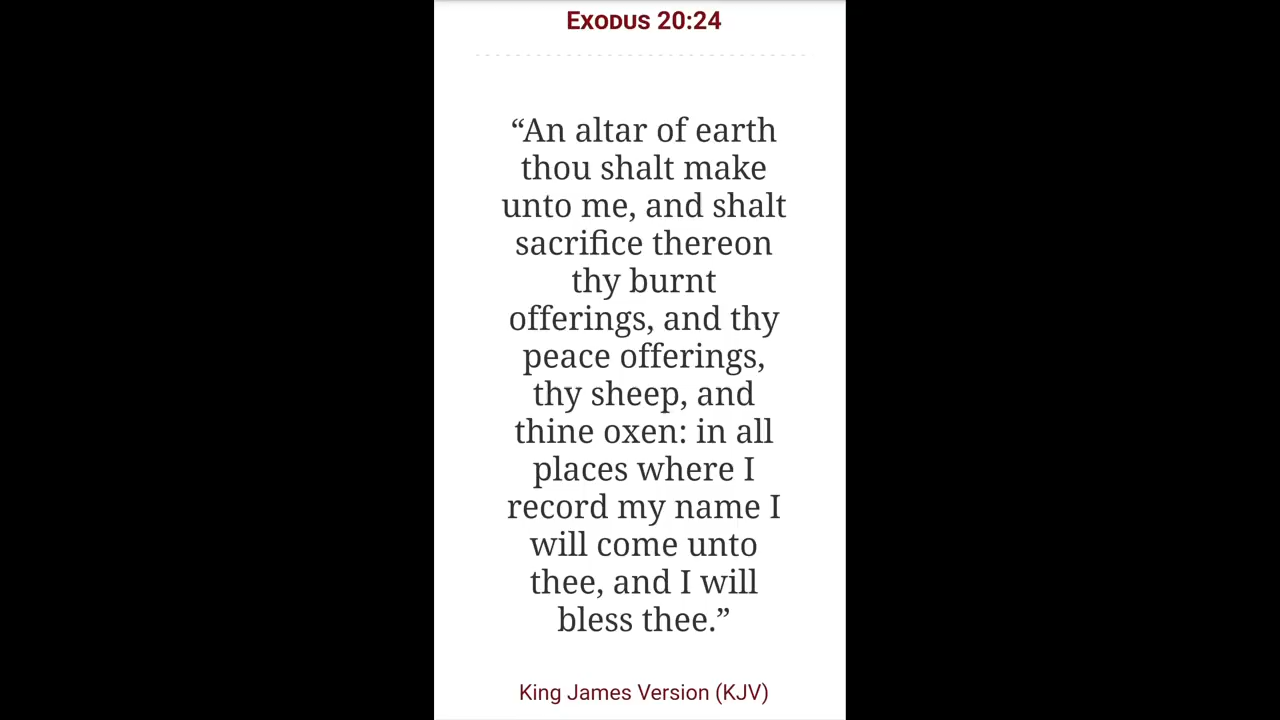 Exodus 20:24
“An altar of earth
thou shalt make
unto me, and shalt
sacrifice thereon
thy burnt
offerings, and thy
peace offerings,
thy sheep, and
thine oxen: in all
places where I
record my name I
will come unto
thee, and I will
bless thee.”
King James Version (KJV)